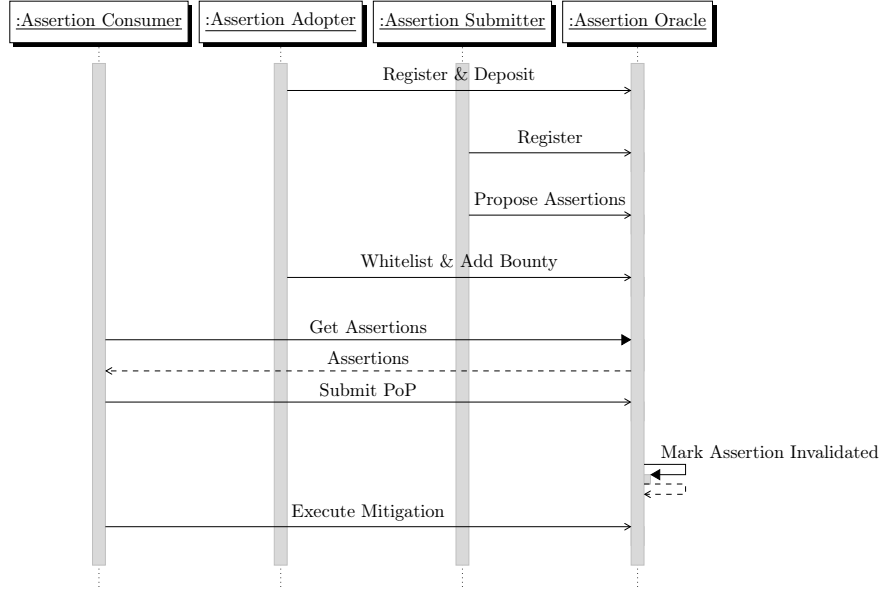 :Assertion Consumer
:Assertion Adopter
:Assertion Submitter
:Assertion Oracle
Register & Deposit
Register
Propose Assertions
Whitelist & Add Bounty
Get Assertions
Assertions
Submit PoP
Mark Assertion Invalidated
Execute Mitigation